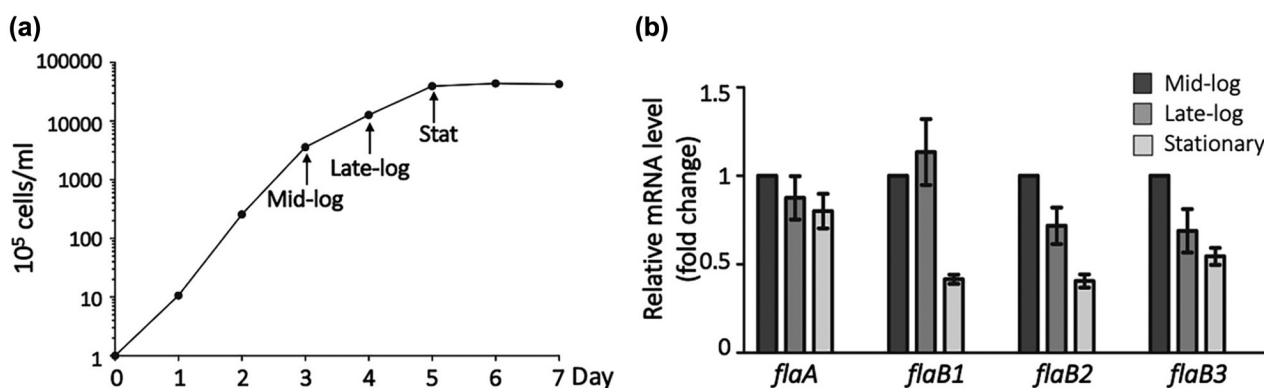 (a)
10⁵ cells/ml
100000
10000
1000
100
10
1
0 1 2 3 4 5 6 7 Day
Mid-log
Late-log
Stat
(b)
Relative mRNA level
(fold change)
1.5
1
0.5
0
Mid-log
Late-log
Stationary
flaA flaB1 flaB2 flaB3